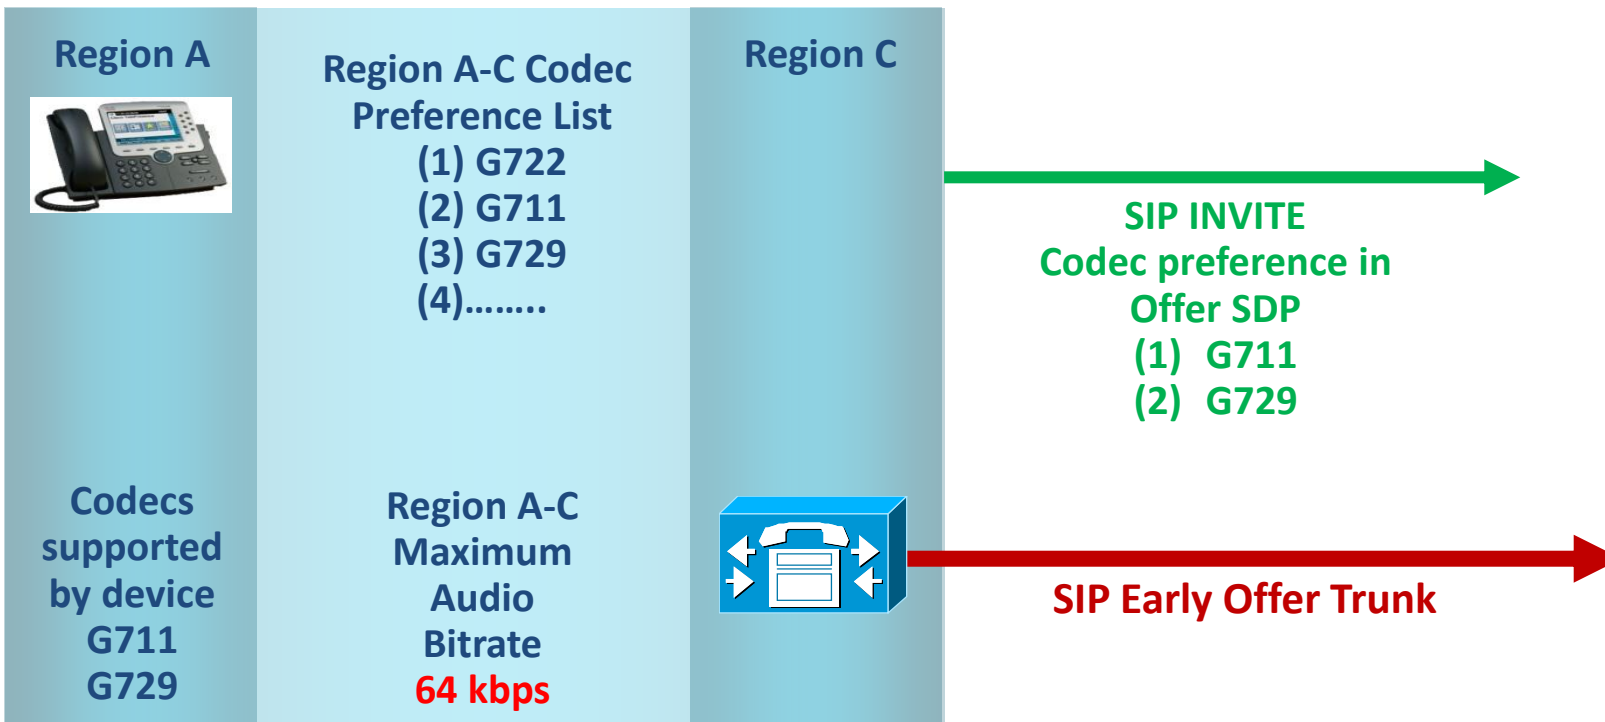 Region A
Codecs
supported
by device
G711
G729
Region A-C Codec
Preference List
(1) G722
(2) G711
(3) G729
(4)........
Region A-C
Maximum
Audio
Bitrate
64 kbps
Region C
SIP INVITE
Codec preference in
Offer SDP
(1) G711
(2) G729
SIP Early Offer Trunk